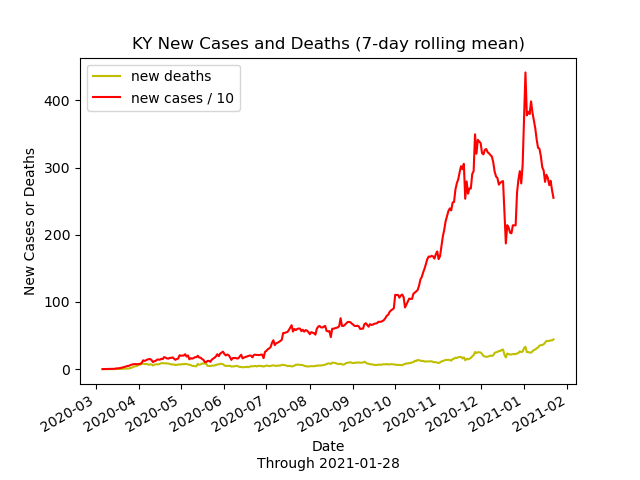 KY New Cases and Deaths (7-day rolling mean)
new deaths
new cases / 10
New Cases or Deaths
400
300
200
100
0
2020-03
2020-04
2020-05
2020-06
2020-07
2020-08
2020-09
2020-10
2020-11
2020-12
2021-01
2021-02
Date
Through 2021-01-28